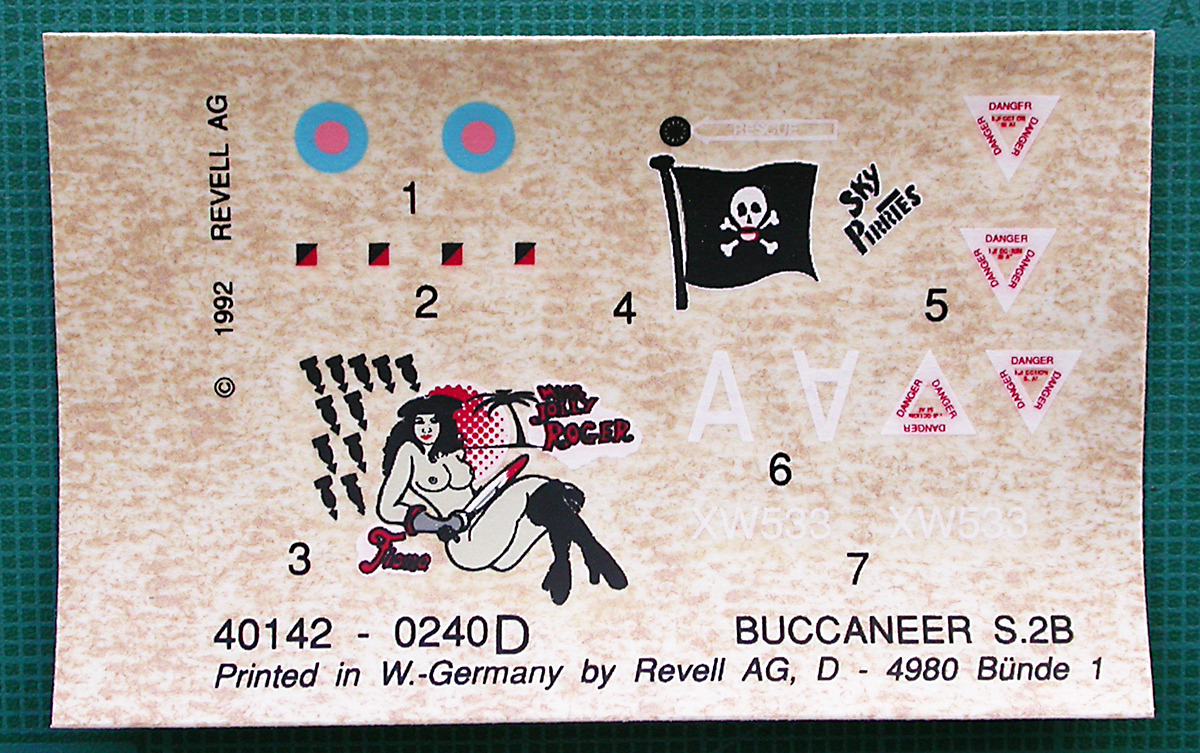 © 1992 REVELL AG
1
2
RESCUE
SKY
PIRATES
4
DANGER
DANGER
DANGER
DANGER
DANGER
DANGER
5
JOLLY
ROGER
Fiona
3
A A
DANGER
DANGER
DANGER
DANGER
DANGER
DANGER
6
XW533 XW533
7
40142 - 0240 D
BUCCANEER S.2B
Printed in W.-Germany by Revell AG, D - 4980 Bünde 1